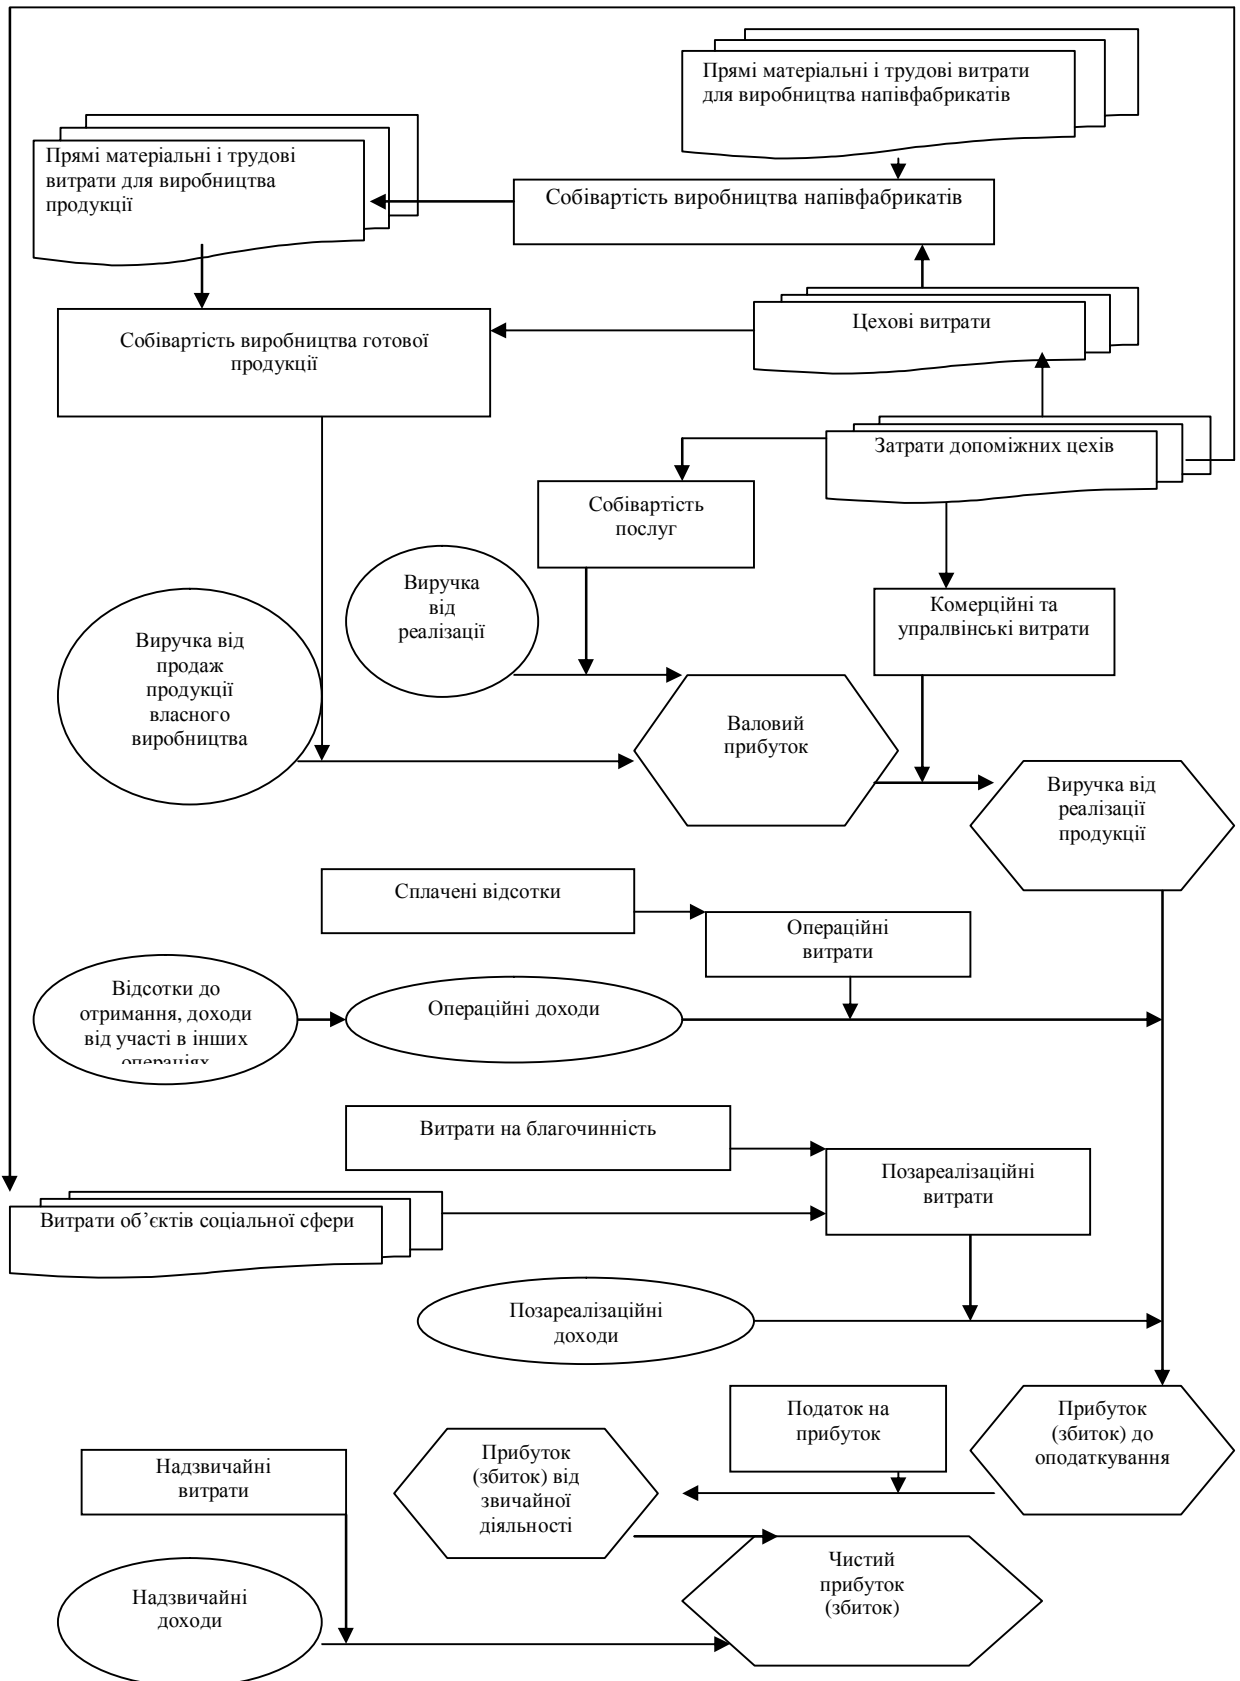 Прямі матеріальні і трудові витрати
для виробництва напівфабрикатів
Прямі матеріальні і трудові
витрати для виробництва
продукції
Собівартість виробництва напівфабрикатів
Цехові витрати
Собівартість виробництва готової
продукції
Затрати допоміжних цехів
Собівартість
послуг
Виручка
від
реалізації
Комерційні та
упралвінські витрати
Виручка від
продаж
продукції
власного
виробництва
Валовий
прибуток
Виручка від
реалізації
продукції
Сплачені відсотки
Операційні
витрати
Відсотки до
отримання, доходи
від участі в інших
операціях
Операційні доходи
Витрати на благочинність
Позареалізаційні
витрати
Витрати об’єктів соціальної сфери
Позареалізаційні
доходи
Податок на
прибуток
Прибуток
(збиток) до
оподаткування
Прибуток
(збиток) від
звичайної
діяльності
Надзвичайні
витрати
Чистий
прибуток
(збиток)
Надзвичайні
доходи